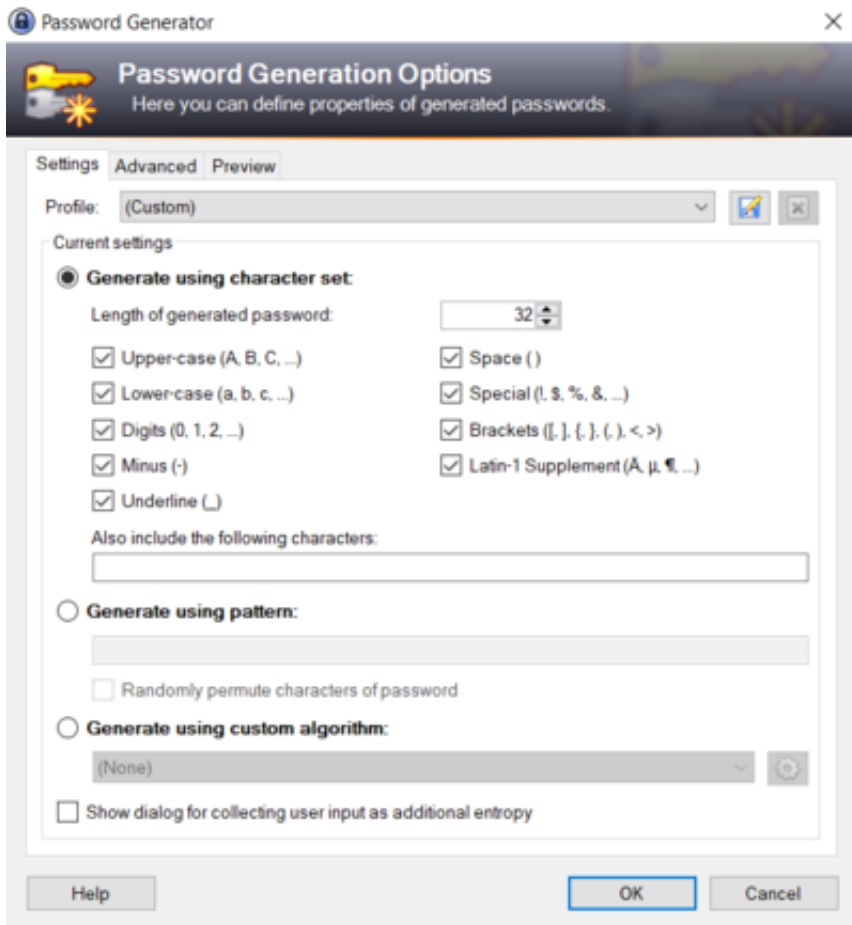 Password Generator
Password Generation Options
Here you can define properties of generated passwords.
Settings Advanced Preview
Profile: (Custom)
Current settings
Generate using character set:
Length of generated password: 32
Upper-case (A, B, C, ...) Space ( )
Lower-case (a, b, c, ...) Special (!, $, %, &, ...)
Digits (0, 1, 2, ...) Brackets ([, ], {, }, (, ), <, >)
Minus (-) Latin-1 Supplement (Ä, µ, ¶, ...)
Underline (_)
Also include the following characters:
Generate using pattern:
Randomly permute characters of password
Generate using custom algorithm:
(None)
Show dialog for collecting user input as additional entropy
Help OK Cancel